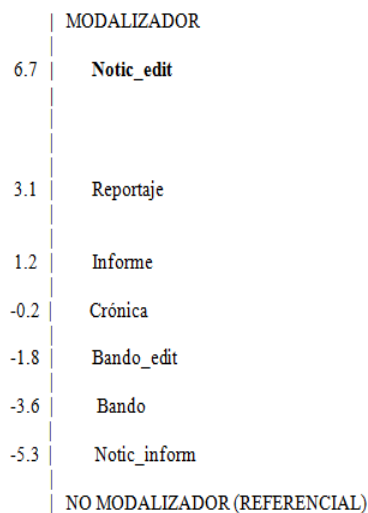 MODALIZADOR
6.7 | Notic_edit
3.1 | Reportaje
1.2 | Informe
-0.2 | Crónica
-1.8 | Bando_edit
-3.6 | Bando
-5.3 | Notic_inform
NO MODALIZADOR (REFERENCIAL)